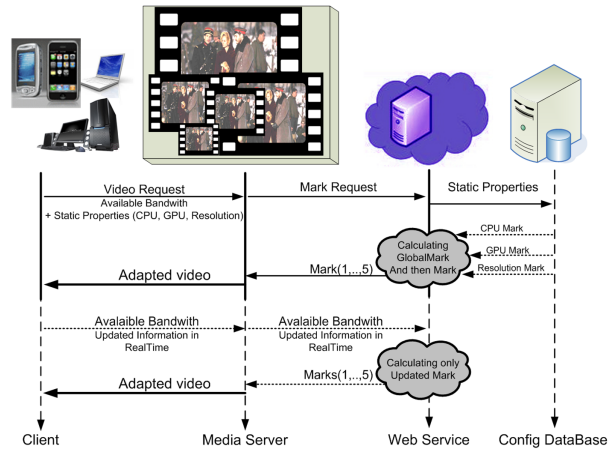 Video Request
Available Bandwith
+ Static Properties (CPU, GPU, Resolution)
Mark Request
Static Properties
CPU Mark
GPU Mark
Resolution Mark
Calculating
GlobalMark
And then Mark
Mark(1,..,5)
Adapted video
Avalaible Bandwith
Updated Information in
RealTime
Avalaible Bandwith
Updated Information in
RealTime
Calculating only
Updated Mark
Marks(1,..,5)
Adapted video
Client
Media Server
Web Service
Config DataBase